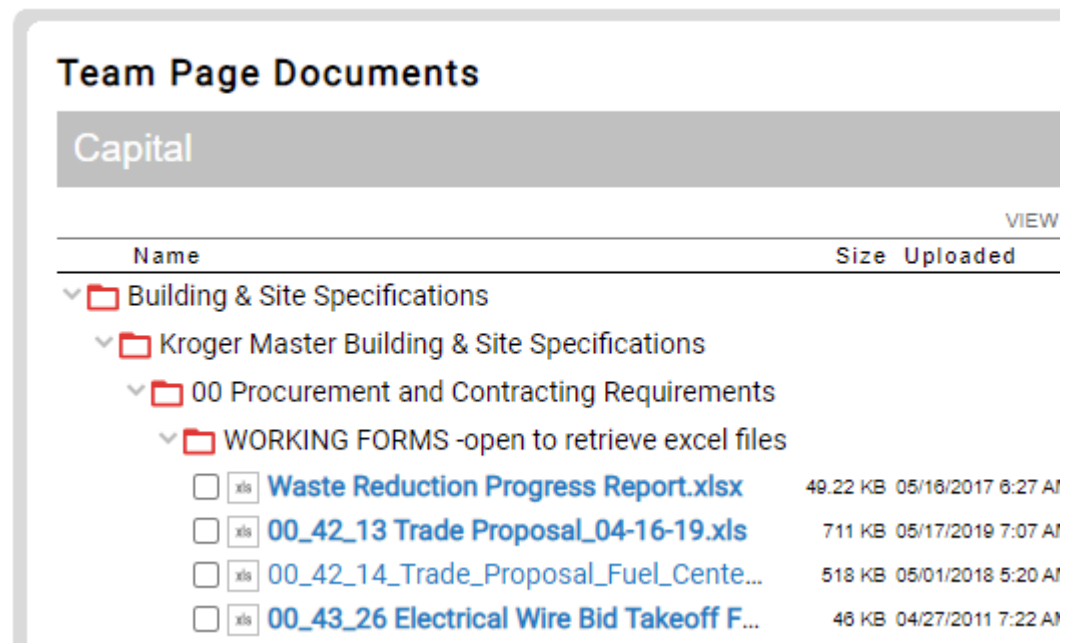 Team Page Documents
Capital
VIEW
Name Size Uploaded
Building & Site Specifications
Kroger Master Building & Site Specifications
00 Procurement and Contracting Requirements
WORKING FORMS -open to retrieve excel files
xls Waste Reduction Progress Report.xlsx 49.22 KB 05/16/2017 6:27 AM
xls 00_42_13 Trade Proposal_04-16-19.xls 711 KB 05/17/2019 7:07 AM
xls 00_42_14_Trade_Proposal_Fuel_Cente... 518 KB 05/01/2018 5:20 AM
xls 00_43_26 Electrical Wire Bid Takeoff F... 46 KB 04/27/2011 7:22 AM